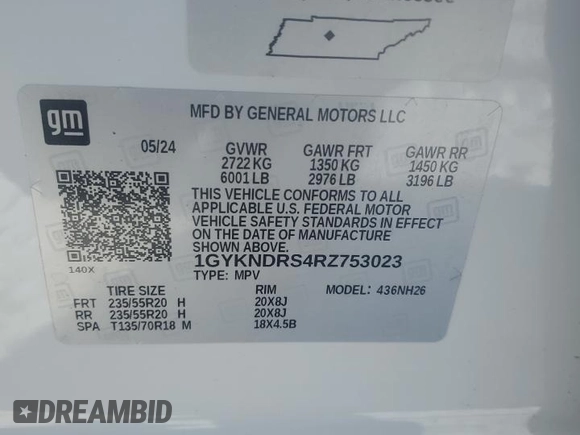 gm
MFD BY GENERAL MOTORS LLC
05/24 GVWR GAWR FRT GAWR RR
2722 KG 1350 KG 1450 KG
6001 LB 2976 LB 3196 LB
THIS VEHICLE CONFORMS TO ALL
APPLICABLE U.S. FEDERAL MOTOR
VEHICLE SAFETY STANDARDS IN EFFECT
ON THE DATE OF MANUFACTURE
SHOWN ABOVE.
140X
1GYKNDRS4RZ753023
TYPE: MPV
TIRE SIZE RIM MODEL: 436NH26
FRT 235/55R20 H 20X8J
RR 235/55R20 H 20X8J
SPA T135/70R18 M 18X4.5B
DREAMBID